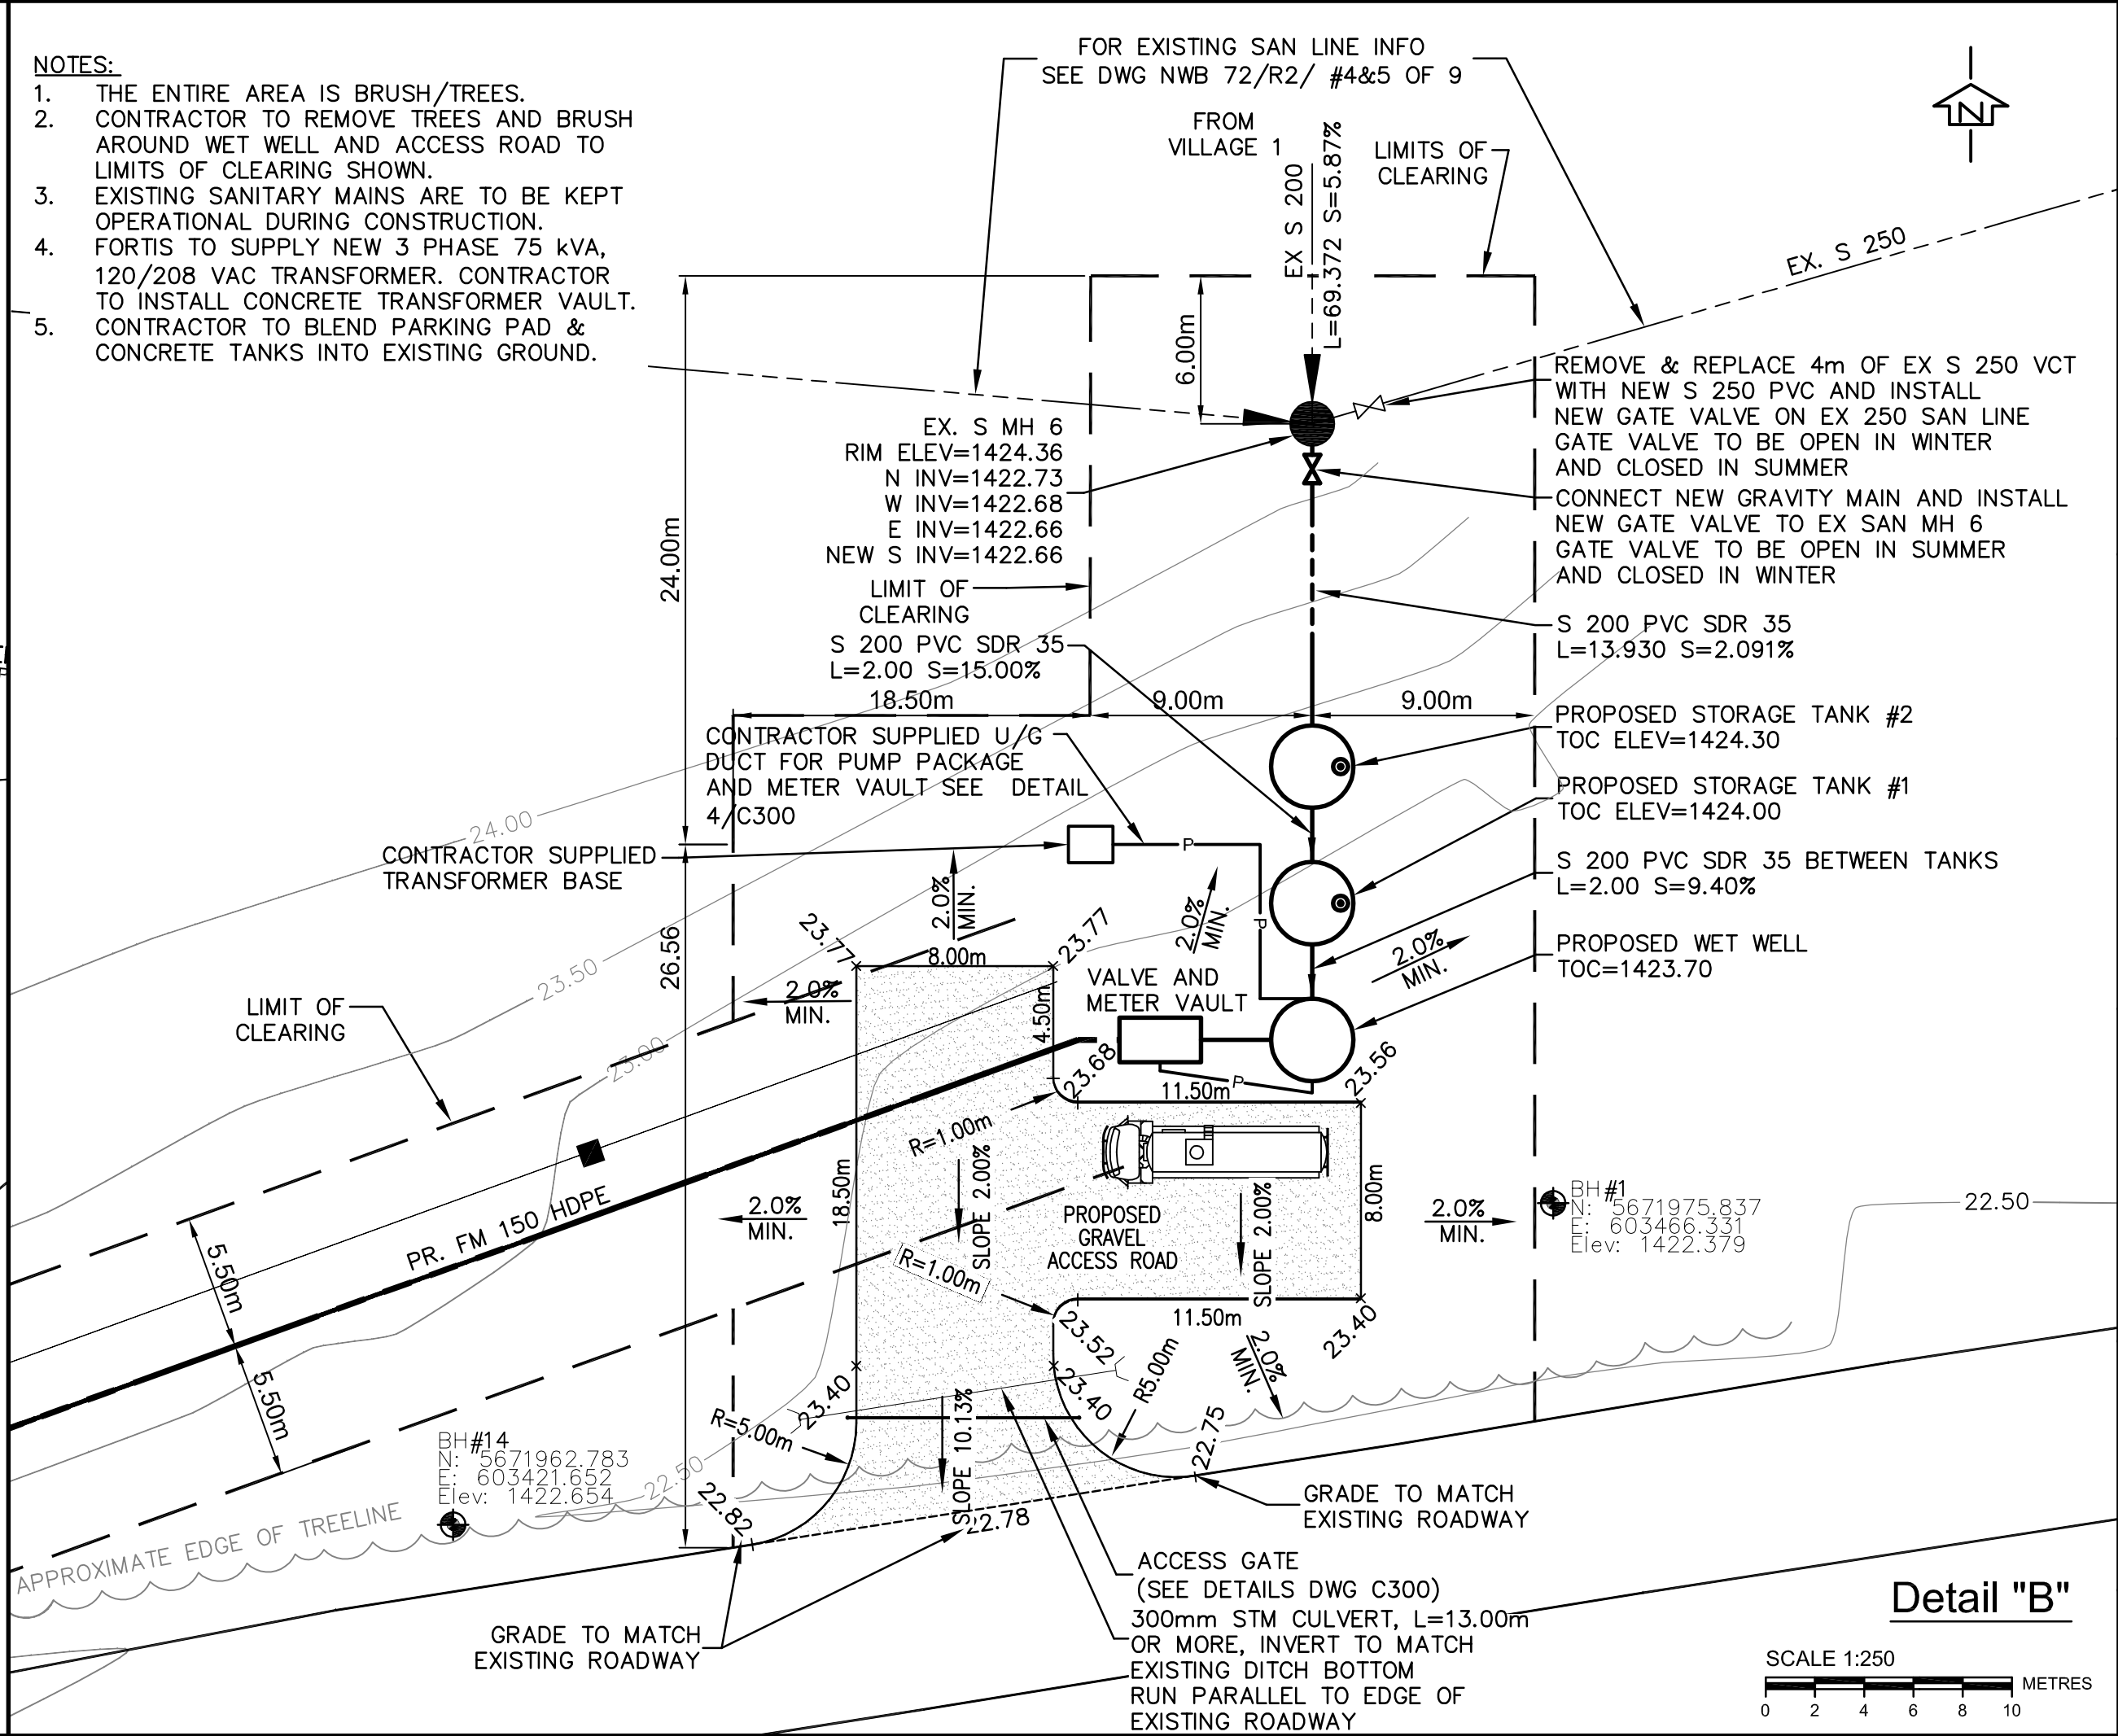 NOTES:
1. THE ENTIRE AREA IS BRUSH/TREES.
2. CONTRACTOR TO REMOVE TREES AND BRUSH
AROUND WET WELL AND ACCESS ROAD TO
LIMITS OF CLEARING SHOWN.
3. EXISTING SANITARY MAINS ARE TO BE KEPT
OPERATIONAL DURING CONSTRUCTION.
4. FORTIS TO SUPPLY NEW 3 PHASE 75 kVA,
120/208 VAC TRANSFORMER. CONTRACTOR
TO INSTALL CONCRETE TRANSFORMER VAULT.
5. CONTRACTOR TO BLEND PARKING PAD &
CONCRETE TANKS INTO EXISTING GROUND.
FOR EXISTING SAN LINE INFO
SEE DWG NWB 72/R2/ #4&5 OF 9
FROM
VILLAGE 1
EX S 200
L=69.372 S=5.87%
LIMITS OF
CLEARING
N
EX. S 250
6.00m
24.00m
REMOVE & REPLACE 4m OF EX S 250 VCT
WITH NEW S 250 PVC AND INSTALL
NEW GATE VALVE ON EX 250 SAN LINE
GATE VALVE TO BE OPEN IN WINTER
AND CLOSED IN SUMMER
CONNECT NEW GRAVITY MAIN AND INSTALL
NEW GATE VALVE TO EX SAN MH 6
GATE VALVE TO BE OPEN IN SUMMER
AND CLOSED IN WINTER
EX. S MH 6
RIM ELEV=1424.36
N INV=1422.73
W INV=1422.68
E INV=1422.66
NEW S INV=1422.66
LIMIT OF
CLEARING
S 200 PVC SDR 35
L=2.00 S=15.00%
S 200 PVC SDR 35
L=13.930 S=2.091%
18.50m
9.00m
9.00m
PROPOSED STORAGE TANK #2
TOC ELEV=1424.30
CONTRACTOR SUPPLIED U/G
DUCT FOR PUMP PACKAGE
AND METER VAULT SEE DETAIL
4/C300
PROPOSED STORAGE TANK #1
TOC ELEV=1424.00
24.00
CONTRACTOR SUPPLIED
TRANSFORMER BASE
P
P
S 200 PVC SDR 35 BETWEEN TANKS
L=2.00 S=9.40%
2.0%
MIN.
2.0%
MIN.
2.0%
MIN.
PROPOSED WET WELL
TOC=1423.70
26.56
23.77
8.00m
23.77
VALVE AND
METER VAULT
23.50
LIMIT OF
CLEARING
2.0%
MIN.
4.50m
23.00
23.68
23.56
11.50m
P
R=1.00m
18.50m
SLOPE 2.00%
SLOPE 2.00%
8.00m
PR. FM 150 HDPE
2.0%
MIN.
PROPOSED
GRAVEL
ACCESS ROAD
2.0%
MIN.
BH#1
N: 5671975.837
E: 603466.331
Elev: 1422.379
22.50
5.50m
5.50m
R=1.00m
11.50m
23.52
23.40
2.0%
MIN.
R5.00m
23.40
23.40
R=5.00m
SLOPE 10.13%
22.75
BH#14
N: 5671962.783
E: 603421.652
Elev: 1422.654
22.50
22.82
22.78
APPROXIMATE EDGE OF TREELINE
GRADE TO MATCH
EXISTING ROADWAY
GRADE TO MATCH
EXISTING ROADWAY
ACCESS GATE
(SEE DETAILS DWG C300)
300mm STM CULVERT, L=13.00m
OR MORE, INVERT TO MATCH
EXISTING DITCH BOTTOM
RUN PARALLEL TO EDGE OF
EXISTING ROADWAY
Detail "B"
SCALE 1:250
METRES
0 2 4 6 8 10